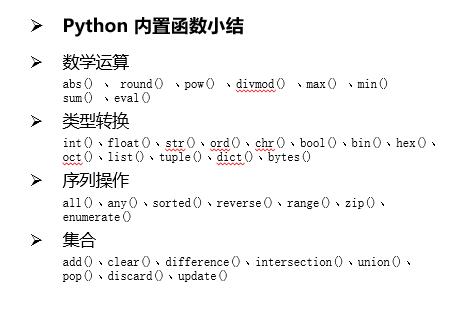 ➤ Python 内置函数小结
➤ 数学运算
abs()、 round() 、pow() 、divmod() 、max() 、min()
sum() 、eval()
➤ 类型转换
int()、float()、str()、ord()、chr()、bool()、bin()、hex()、
oct()、list()、tuple()、dict()、bytes()
➤ 序列操作
all()、any()、sorted()、reverse()、range()、zip()、
enumerate()
➤ 集合
add()、clear()、difference()、intersection()、union()、
pop()、discard()、update()